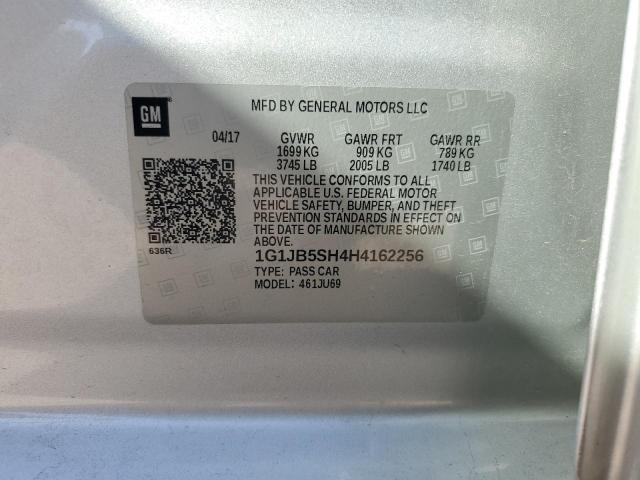 GM
MFD BY GENERAL MOTORS LLC
04/17 GVWR GAWR FRT GAWR RR
1699 KG 909 KG 789 KG
3745 LB 2005 LB 1740 LB
THIS VEHICLE CONFORMS TO ALL
APPLICABLE U.S. FEDERAL MOTOR
VEHICLE SAFETY, BUMPER, AND THEFT
PREVENTION STANDARDS IN EFFECT ON
THE DATE OF MANUFACTURE SHOWN
ABOVE.
636R
1G1JB5SH4H4162256
TYPE: PASS CAR
MODEL: 461JU69